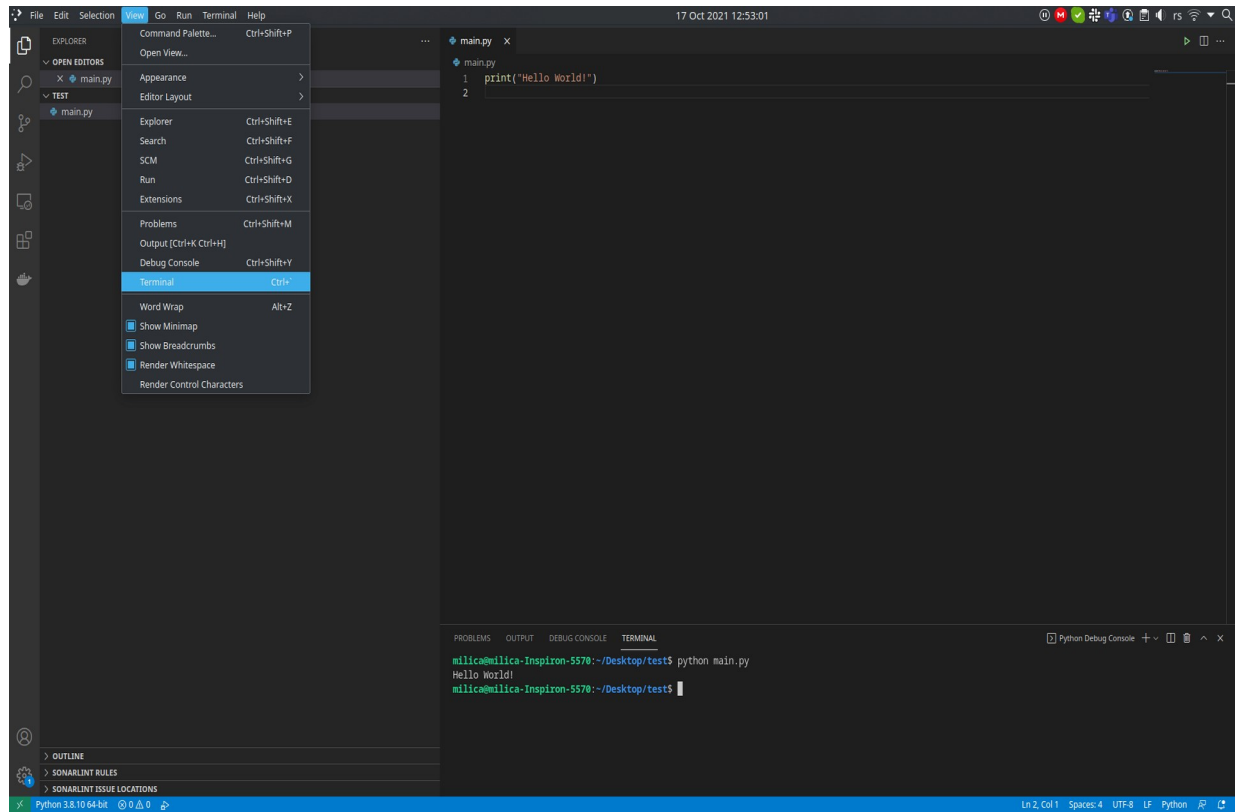 File Edit Selection View Go Run Terminal Help
17 Oct 2021 12:53:01
rs
EXPLORER
OPEN EDITORS
main.py
TEST
main.py
Command Palette... Ctrl+Shift+P
Open View...
Appearance
Editor Layout
Explorer Ctrl+Shift+E
Search Ctrl+Shift+F
SCM Ctrl+Shift+G
Run Ctrl+Shift+D
Extensions Ctrl+Shift+X
Problems Ctrl+Shift+M
Output [Ctrl+K Ctrl+H]
Debug Console Ctrl+Shift+Y
Terminal Ctrl+`
Word Wrap Alt+Z
Show Minimap
Show Breadcrumbs
Render Whitespace
Render Control Characters
main.py
main.py
1 print("Hello World!")
2
PROBLEMS OUTPUT DEBUG CONSOLE TERMINAL
Python Debug Console
milica@milica-Inspiron-5570:~/Desktop/test$ python main.py
Hello World!
milica@milica-Inspiron-5570:~/Desktop/test$
OUTLINE
SONARLINT RULES
SONARLINT ISSUE LOCATIONS
1
Python 3.8.10 64-bit 0 0
Ln 2, Col 1 Spaces: 4 UTF-8 LF Python